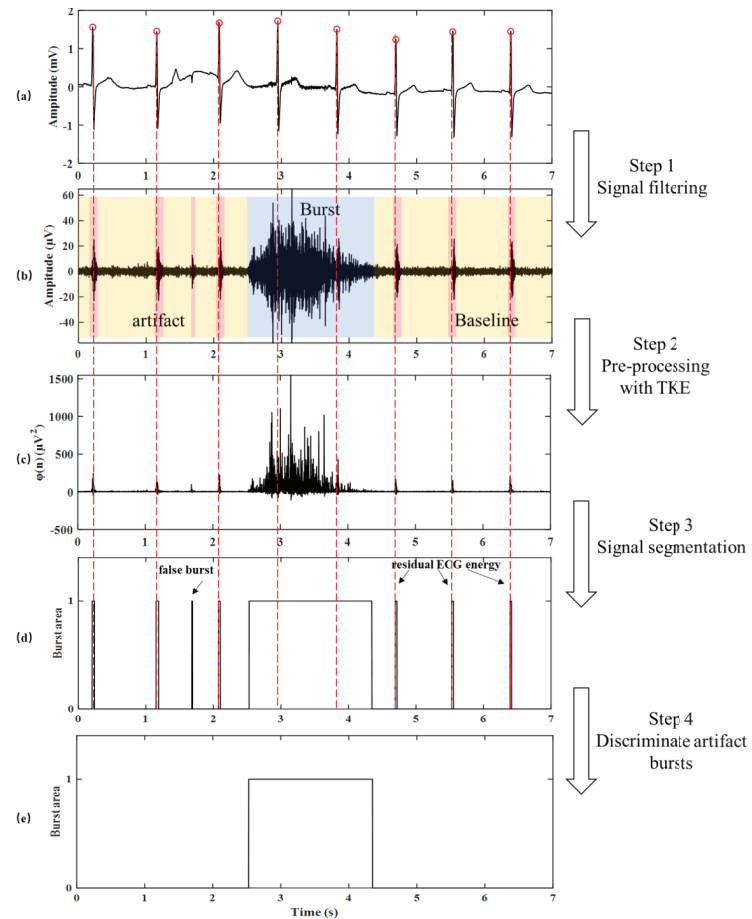 2
1
0
-1
-2
Ampitude (mV)
(a)
0 1 2 3 4 5 6 7
Step 1
Signal filtering
60
40
20
0
-20
-40
Amplitude (μV)
(b)
Burst
artifact
Baseline
0 1 2 3 4 5 6 7
Step 2
Pre-processing
with TKE
1500
1000
500
0
-500
φ(n) (μV²)
(c)
0 1 2 3 4 5 6 7
Step 3
Signal segmentation
false burst
residual ECG energy
1
0
Burst area
(d)
0 1 2 3 4 5 6 7
Step 4
Discriminate artifact
bursts
1
0
Burst area
(e)
0 1 2 3 4 5 6 7
Time (s)